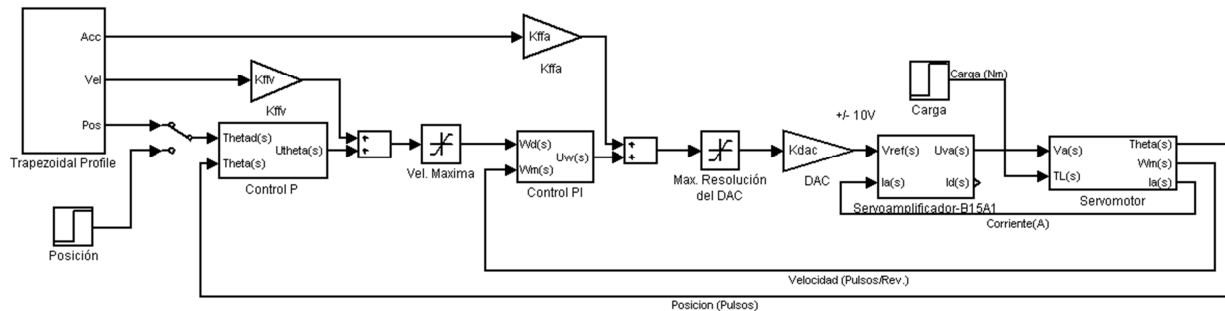 Acc
Vel
Pos
Trapezoidal Profile
Kffv
Kffv
Kffa
Kffa
Thetad(s)
Theta(s)
Utheta(s)
Control P
Posición
Vel. Maxima
Wd(s)
Wm(s)
Uw(s)
Control PI
Max. Resolución
del DAC
+/- 10V
Kdac
DAC
Carga (Nm)
Carga
Vref(s)
Ia(s)
Uva(s)
Id(s)
Servoamplificador-B15A1
Va(s)
TL(s)
Theta(s)
Wm(s)
Ia(s)
Servomotor
Corriente(A)
Velocidad (Pulsos/Rev.)
Posicion (Pulsos)